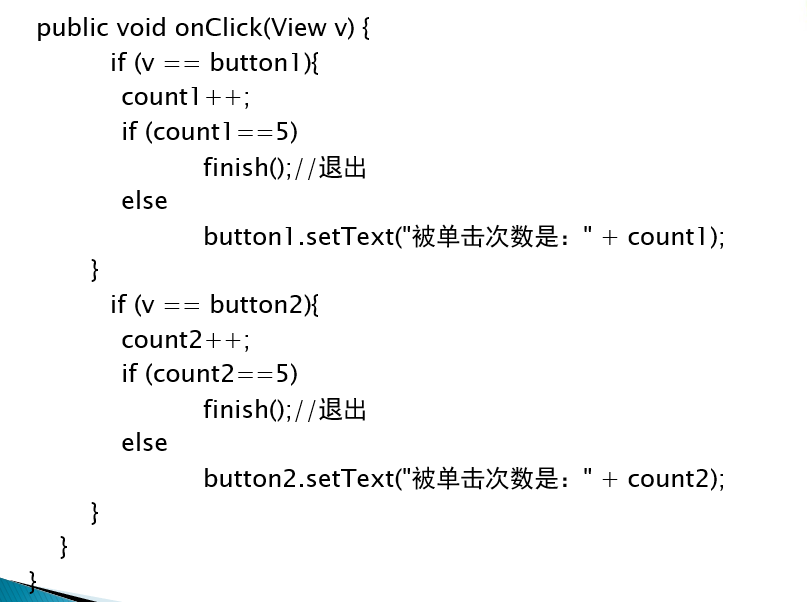 public void onClick(View v) {
if (v == button1){
count1++;
if (count1==5)
finish();//退出
else
button1.setText("被单击次数是：" + count1);
}
if (v == button2){
count2++;
if (count2==5)
finish();//退出
else
button2.setText("被单击次数是：" + count2);
}
}
}